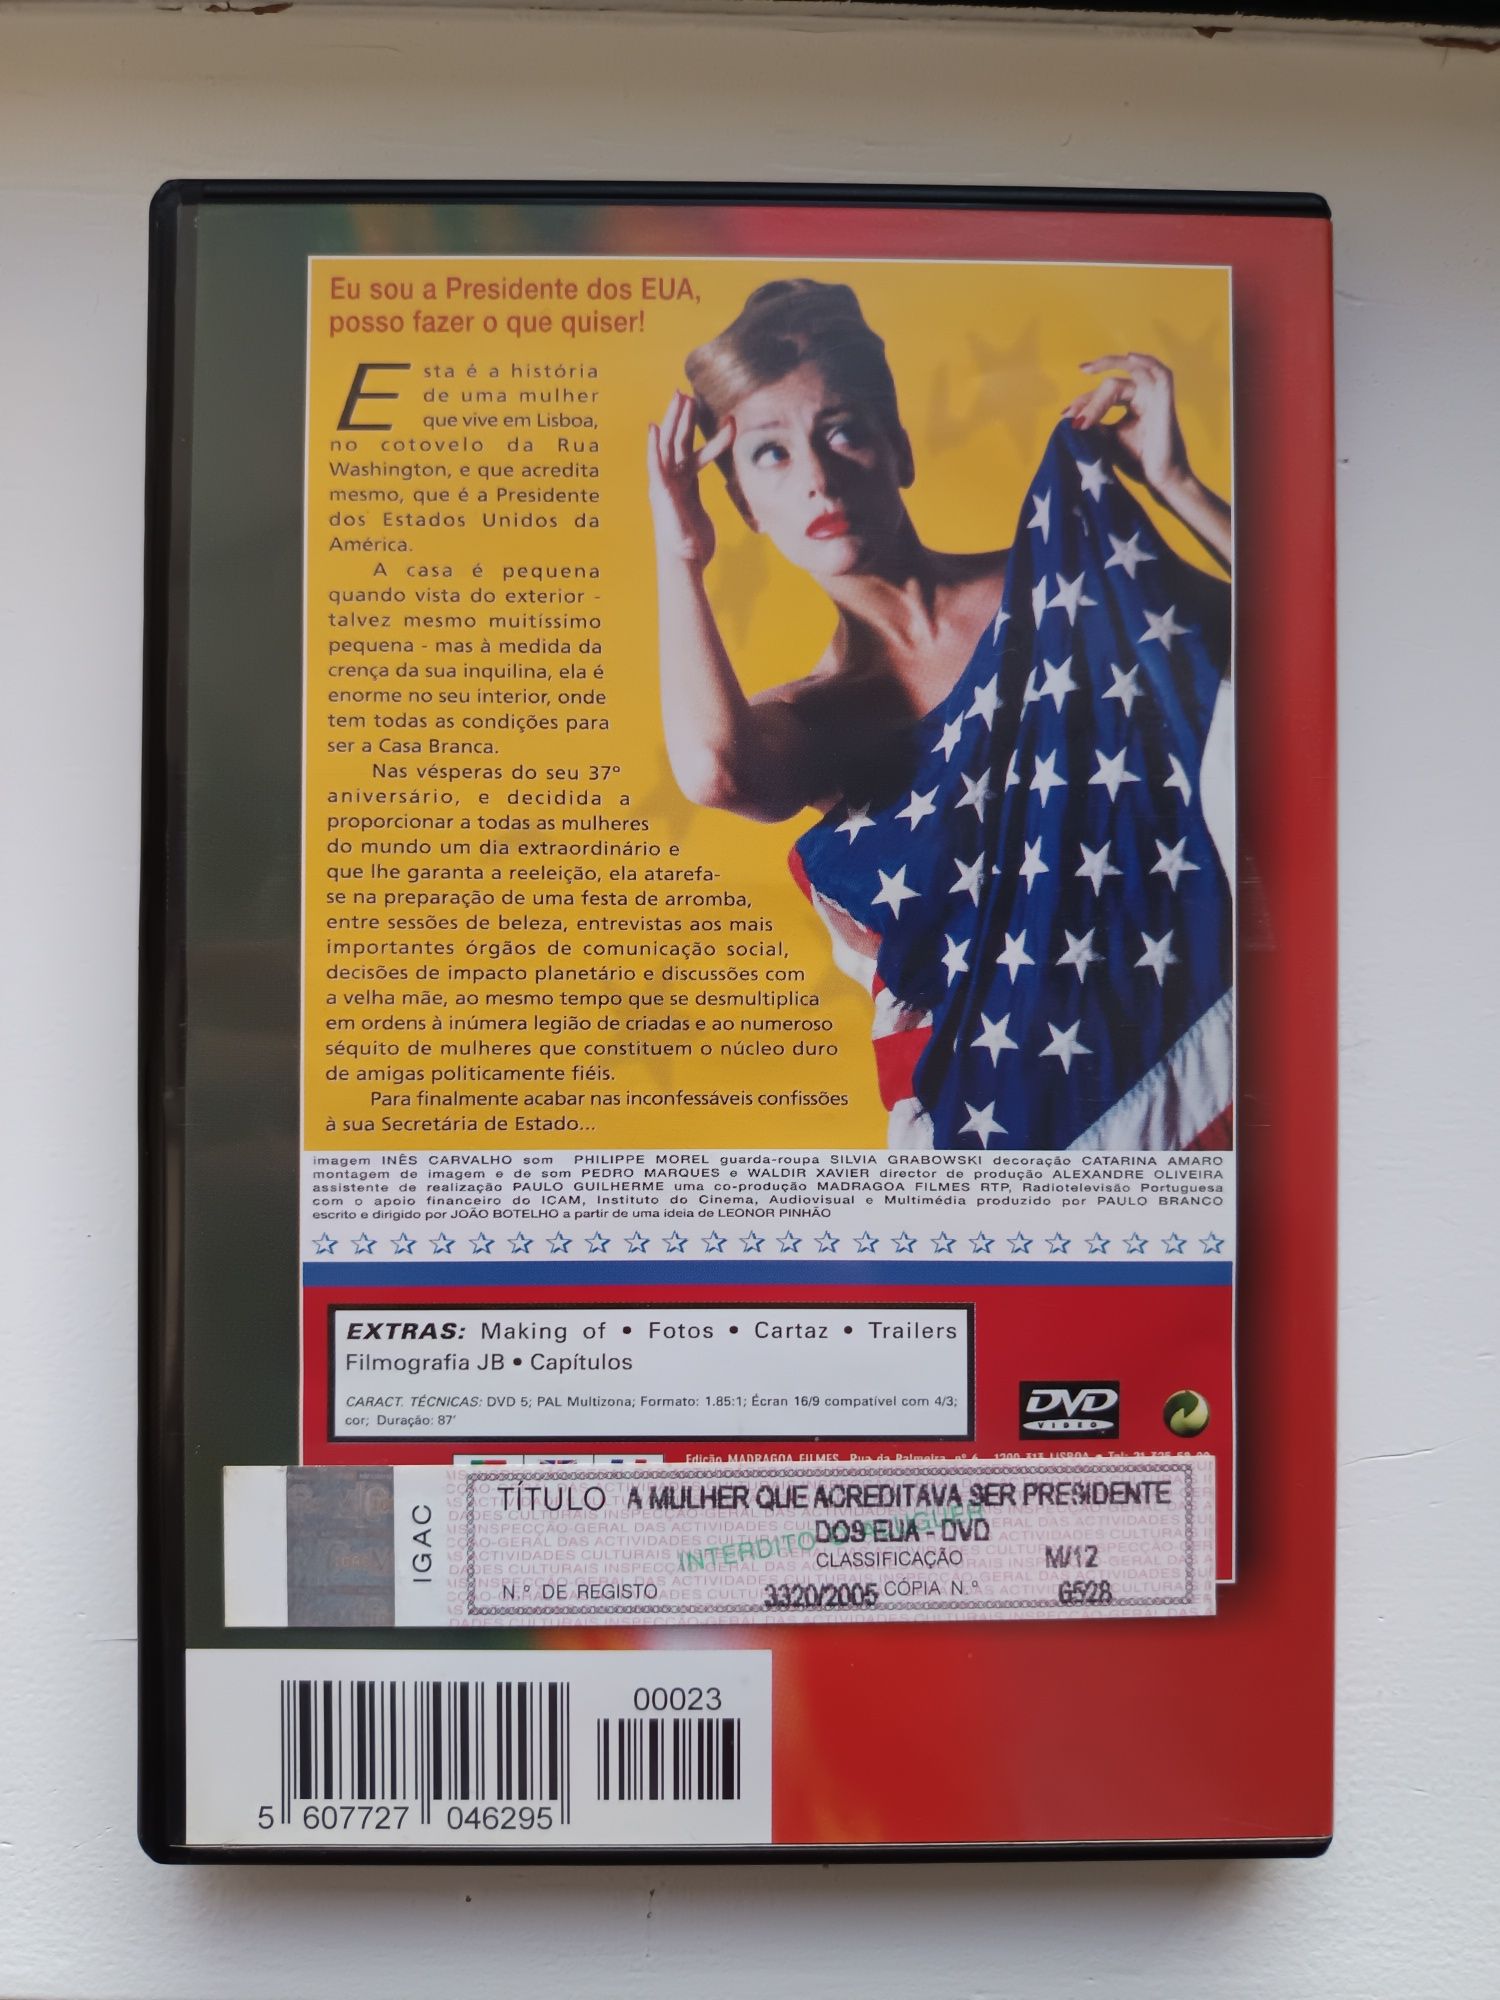 Eu sou a Presidente dos EUA,
posso fazer o que quiser!
Esta é a história
de uma mulher
que vive em Lisboa,
no cotovelo da Rua
Washington, e que acredita
mesmo, que é a Presidente
dos Estados Unidos da
América.
A casa é pequena
quando vista do exterior -
talvez mesmo muitíssimo
pequena - mas à medida da
crença da sua inquilina, ela é
enorme no seu interior, onde
tem todas as condições para
ser a Casa Branca.
Nas vésperas do seu 37º
aniversário, e decidida a
proporcionar a todas as mulheres
do mundo um dia extraordinário e
que lhe garanta a reeleição, ela atarefa-
se na preparação de uma festa de arromba,
entre sessões de beleza, entrevistas aos mais
importantes órgãos de comunicação social,
decisões de impacto planetário e discussões com
a velha mãe, ao mesmo tempo que se desmultiplica
em ordens à inúmera legião de criadas e ao numeroso
séquito de mulheres que constituem o núcleo duro
de amigas politicamente fiéis.
Para finalmente acabar nas inconfessáveis confissões
à sua Secretária de Estado...
imagem INÊS CARVALHO som PHILIPPE MOREL guarda-roupa SILVIA GRABOWSKI decoração CATARINA AMARO
montagem de imagem e de som PEDRO MARQUES e WALDIR XAVIER director de produção ALEXANDRE OLIVEIRA
assistente de realização PAULO GUILHERME uma co-produção MADRAGOA FILMES RTP, Radiotelevisão Portuguesa
com o apoio financeiro do ICAM, Instituto do Cinema, Audiovisual e Multimédia produzido por PAULO BRANCO
escrito e dirigido por JOÃO BOTELHO a partir de uma ideia de LEONOR PINHÃO
EXTRAS: Making of • Fotos • Cartaz • Trailers
Filmografia JB • Capítulos
CARACT. TÉCNICAS: DVD 5; PAL Multizona; Formato: 1.85:1; Écran 16/9 compatível com 4/3;
cor; Duração: 87'
DVD
VIDEO
Edição MADRAGOA FILMES, Rua da Palmeira, nº 6
IGAC
TÍTULO A MULHER QUE ACREDITAVA SER PRESIDENTE
DOS EUA - DVD
INTERDITO O ALUGUER
CLASSIFICAÇÃO M/12
N.º DE REGISTO 3320/2005 CÓPIA N.º 6528
00023
5 607727 046295